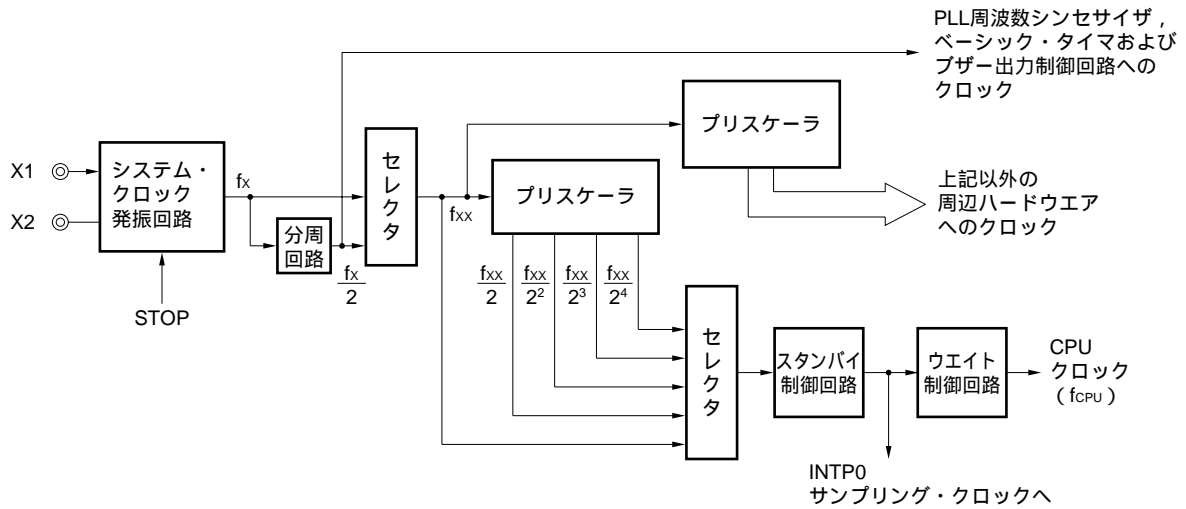 PLL周波数シンセサイザ，
ベーシック・タイマおよび
ブザー出力制御回路への
クロック
プリスケーラ
X1
X2
システム・
クロック
発振回路
fX
セレクタ
fXX
プリスケーラ
上記以外の
周辺ハードウエア
へのクロック
分周
回路
fX/2
fXX/2
fXX/2²
fXX/2³
fXX/2⁴
STOP
セレクタ
スタンバイ
制御回路
ウエイト
制御回路
CPU
クロック
（fCPU）
INTP0
サンプリング・クロックへ